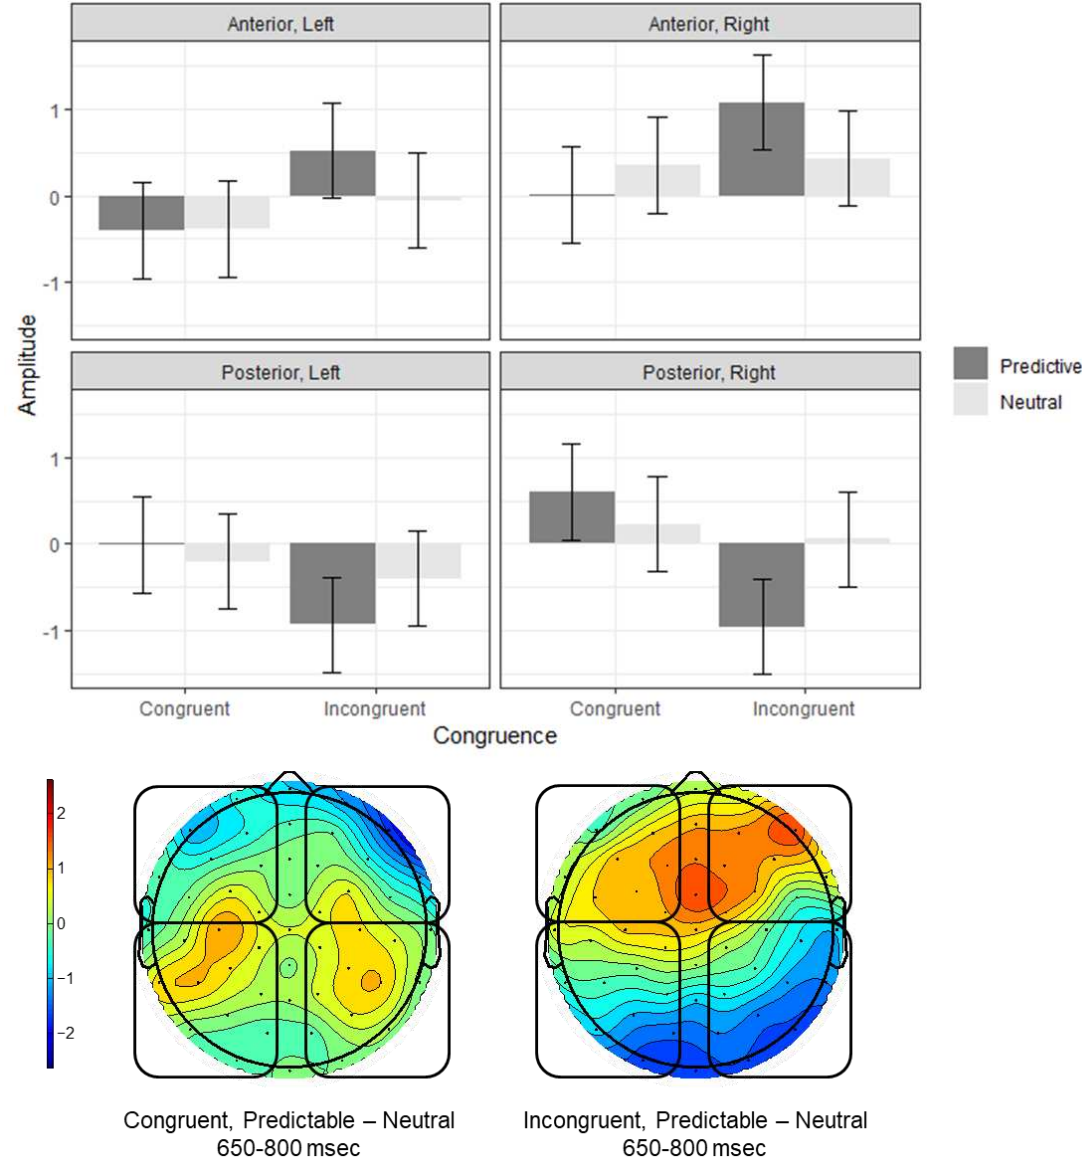 Anterior, Left
Anterior, Right
1
0
-1
Amplitude
Posterior, Left
Posterior, Right
1
0
-1
Predictive
Neutral
Congruent
Incongruent
Congruent
Incongruent
Congruence
2
1
0
−1
−2
Congruent, Predictable – Neutral
650-800 msec
Incongruent, Predictable – Neutral
650-800 msec